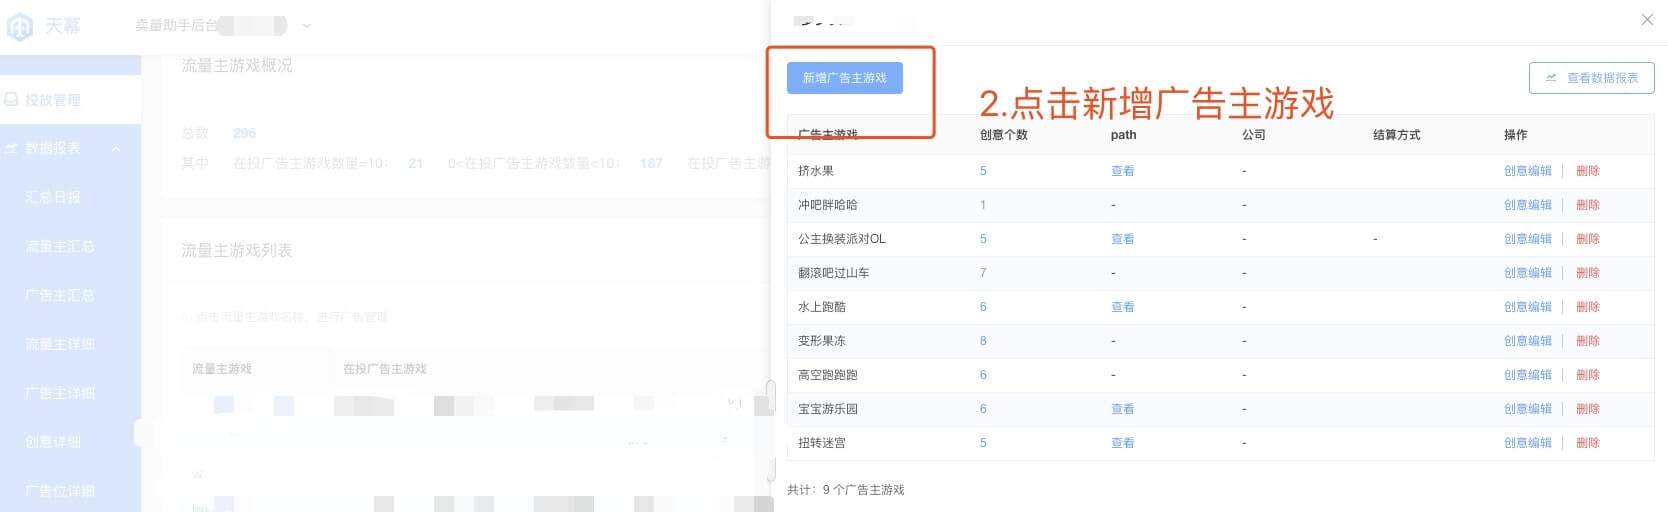 天幕
卖量助手后台
流量主游戏概况
投放管理
总数 296
数据报表
其中 在投广告主游戏数量=10: 21 0<在投广告主游戏数量<10: 187 在投广告主游
汇总日报
流量主汇总
流量主游戏列表
广告主汇总
点击流量主游戏名称，进行广告管理
流量主详细
流量主游戏 在投广告主游戏
广告主详细
创意详细
广告位详细
新增广告主游戏
查看数据报表
2.点击新增广告主游戏
广告主游戏 创意个数 path 公司 结算方式 操作
挤水果 5 查看 - 创意编辑 删除
冲吧胖哈哈 1 - - 创意编辑 删除
公主换装派对OL 5 查看 - - 创意编辑 删除
翻滚吧过山车 7 - - 创意编辑 删除
水上跑酷 6 查看 - 创意编辑 删除
变形果冻 8 - - 创意编辑 删除
高空跑跑跑 6 - - 创意编辑 删除
宝宝游乐园 6 查看 - 创意编辑 删除
扭转迷宫 5 查看 - 创意编辑 删除
共计: 9 个广告主游戏